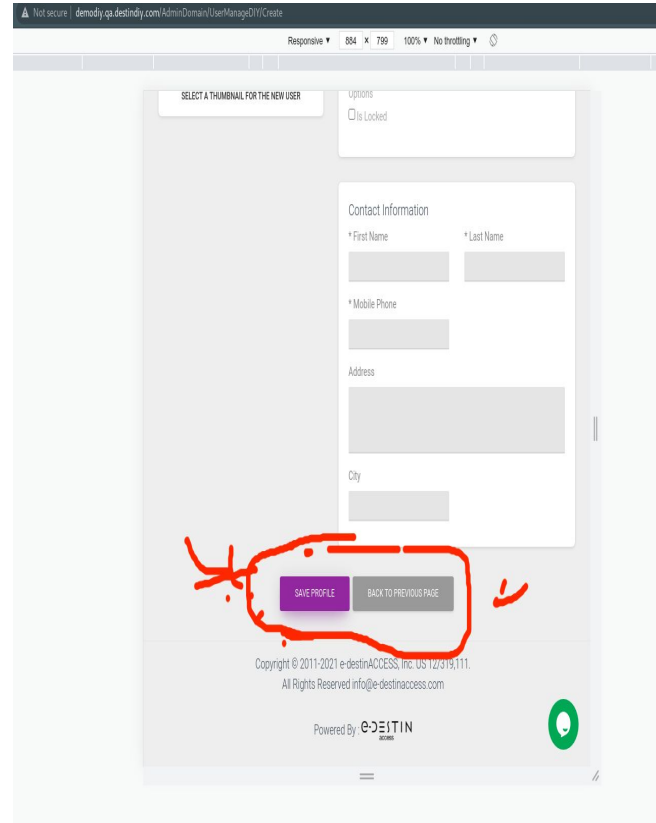 Not secure | demodiy.qa.destindiy.com/AdminDomain/UserManageDIY/Create
Responsive ▼ 884 × 799 100% ▼ No throttling ▼
SELECT A THUMBNAIL FOR THE NEW USER
Options
Is Locked
Contact Information
* First Name * Last Name
* Mobile Phone
Address
City
SAVE PROFILE BACK TO PREVIOUS PAGE
Copyright © 2011-2021 e-destinACCESS, Inc. US 12/319,111.
All Rights Reserved info@e-destinaccess.com
Powered By : e-DESTIN
access